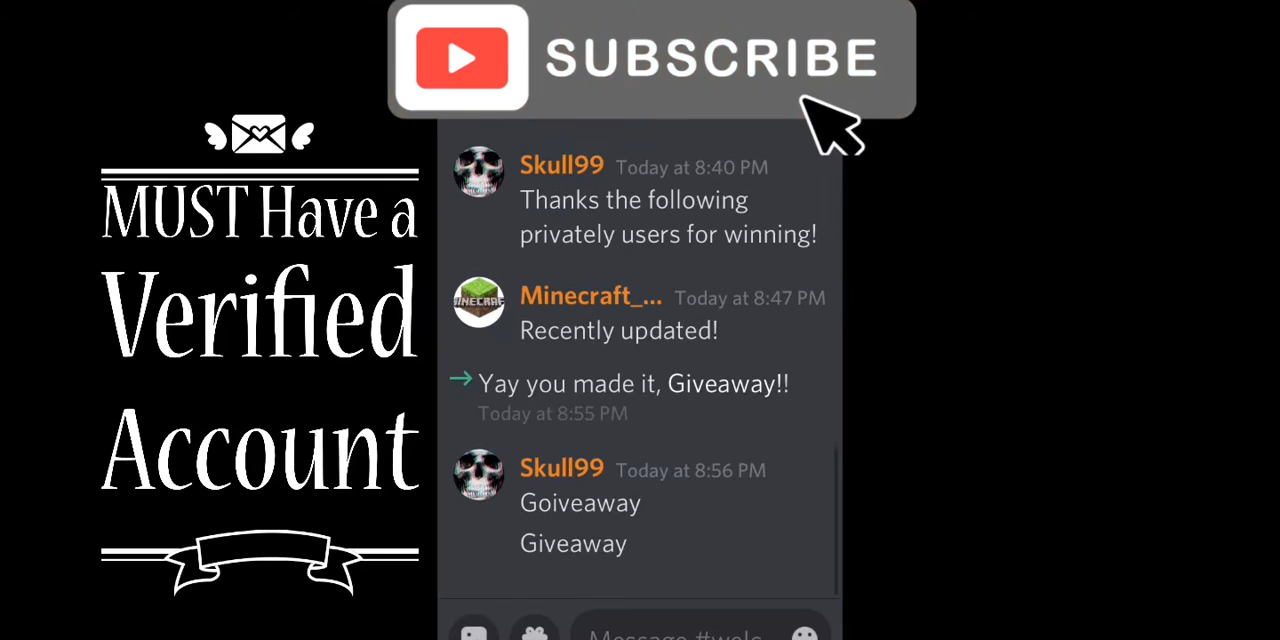 SUBSCRIBE
MUST Have a
Verified
Account
Skull99 Today at 8:40 PM
Thanks the following
privately users for winning!
Minecraft_... Today at 8:47 PM
Recently updated!
Yay you made it, Giveaway!!
Today at 8:55 PM
Skull99 Today at 8:56 PM
Goiveaway
Giveaway
Message #welc